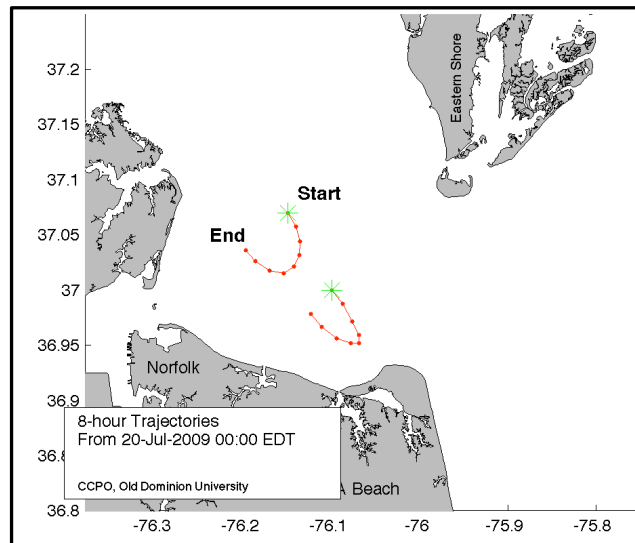 37.2
37.15
37.1
37.05
37
36.95
36.9
36.8
36.8
Eastern Shore
Start
End
Norfolk
8-hour Trajectories
From 20-Jul-2009 00:00 EDT
CCPO, Old Dominion University
A Beach
-76.3
-76.2
-76.1
-76
-75.9
-75.8